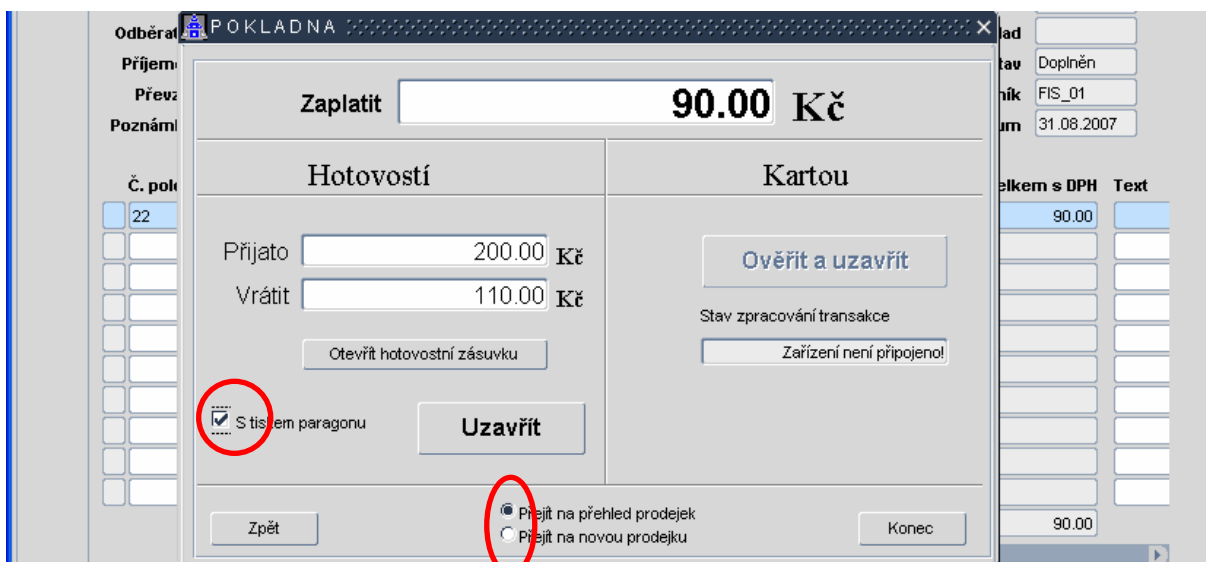 POKLADNA
Zaplatit 90.00 Kč
Hotovostí
Přijato 200.00 Kč
Vrátit 110.00 Kč
Otevřít hotovostní zásuvku
S tiskem paragonu
Uzavřít
Kartou
Ověřit a uzavřít
Stav zpracování transakce
Zařízení není připojeno!
Zpět
Přejít na přehled prodejek
Přejít na novou prodejku
Konec
Odběrat
Příjem
Převz
Poznám
Č. pol
22
lad
tav Doplněn
ník FIS_01
um 31.08.2007
elkem s DPH Text
90.00
90.00